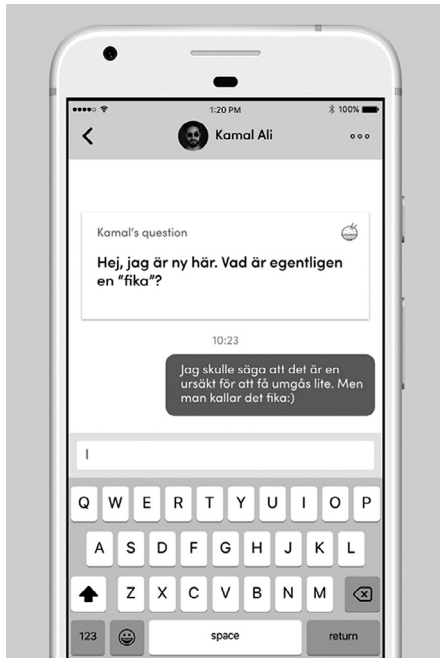 1:20 PM
100%
Kamal Ali
Kamal's question
Hej, jag är ny här. Vad är egentligen
en "fika"?
10:23
Jag skulle säga att det är en
ursäkt för att få umgås lite. Men
man kallar det fika:)
Q W E R T Y U I O P
A S D F G H J K L
Z X C V B N M
123 space return